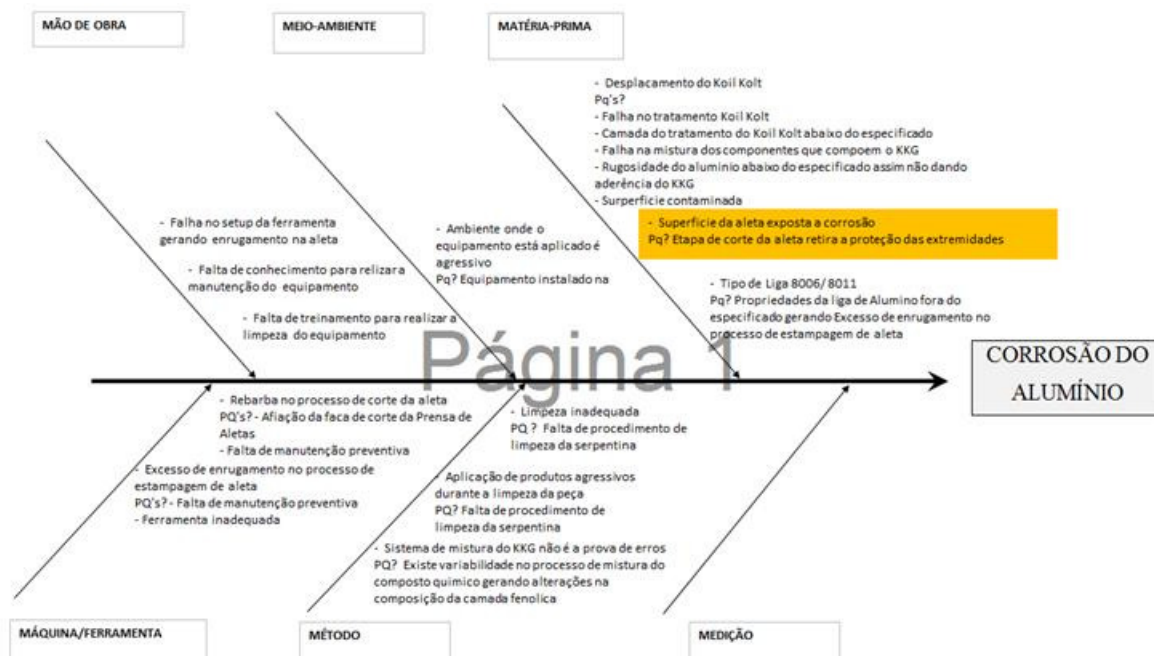 MÃO DE OBRA
MEIO-AMBIENTE
MATÉRIA-PRIMA
- Desplacamento do Koil Kolt
Pq's?
- Falha no tratamento Koil Kolt
- Camada do tratamento do Koil Kolt abaixo do especificado
- Falha na mistura dos componentes que compoem o KKG
- Rugosidade do aluminio abaixo do especificado assim não dando
aderência do KKG
- Surperficie contaminada
- Superficie da aleta exposta a corrosão
Pq? Etapa de corte da aleta retira a proteção das extremidades
- Tipo de Liga 8006/ 8011
Pq? Propriedades da liga de Alumino fora do
especificado gerando Excesso de enrugamento no
processo de estampagem de aleta
- Falha no setup da ferramenta
gerando enrugamento na aleta
- Falta de conhecimento para relizar a
manutenção do equipamento
- Falta de treinamento para realizar a
limpeza do equipamento
- Ambiente onde o
equipamento está aplicado é
agressivo
Pq? Equipamento instalado na
Página 1
CORROSÃO DO
ALUMÍNIO
- Rebarba no processo de corte da aleta
PQ's? - Afiação da faca de corte da Prensa de
Aletas
- Falta de manutenção preventiva
- Excesso de enrugamento no processo de
estampagem de aleta
PQ's? - Falta de manutenção preventiva
- Ferramenta inadequada
- Limpeza inadequada
PQ ? Falta de procedimento de
limpeza da serpentina
- Aplicação de produtos agressivos
durante a limpeza da peça
PQ? Falta de procedimento de
limpeza da serpentina
- Sistema de mistura do KKG não é a prova de erros
PQ? Existe variabilidade no processo de mistura do
composto quimico gerando alterações na
composição da camada fenolica
MÁQUINA/FERRAMENTA
MÉTODO
MEDIÇÃO